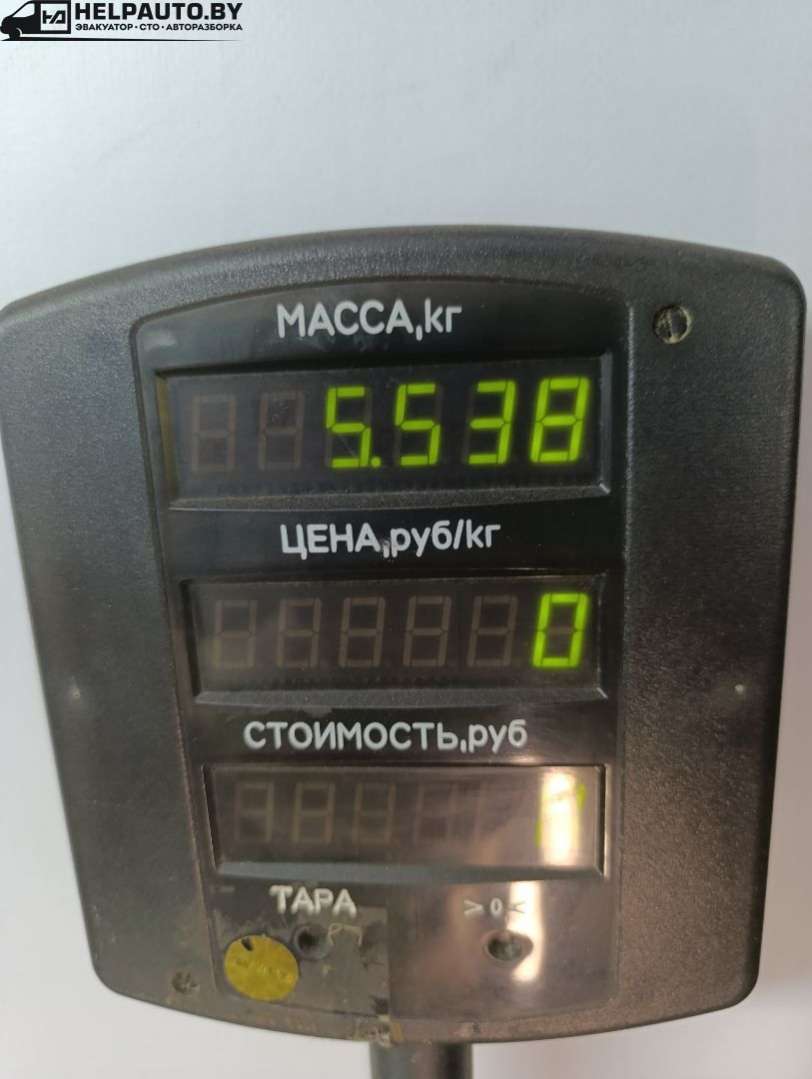 HELPAUTO.BY
ЭВАКУАТОР·СТО·АВТОРАЗБОРКА
МАССА,кг
5.538
ЦЕНА,руб/кг
0
СТОИМОСТЬ,руб
ТАРА >0<